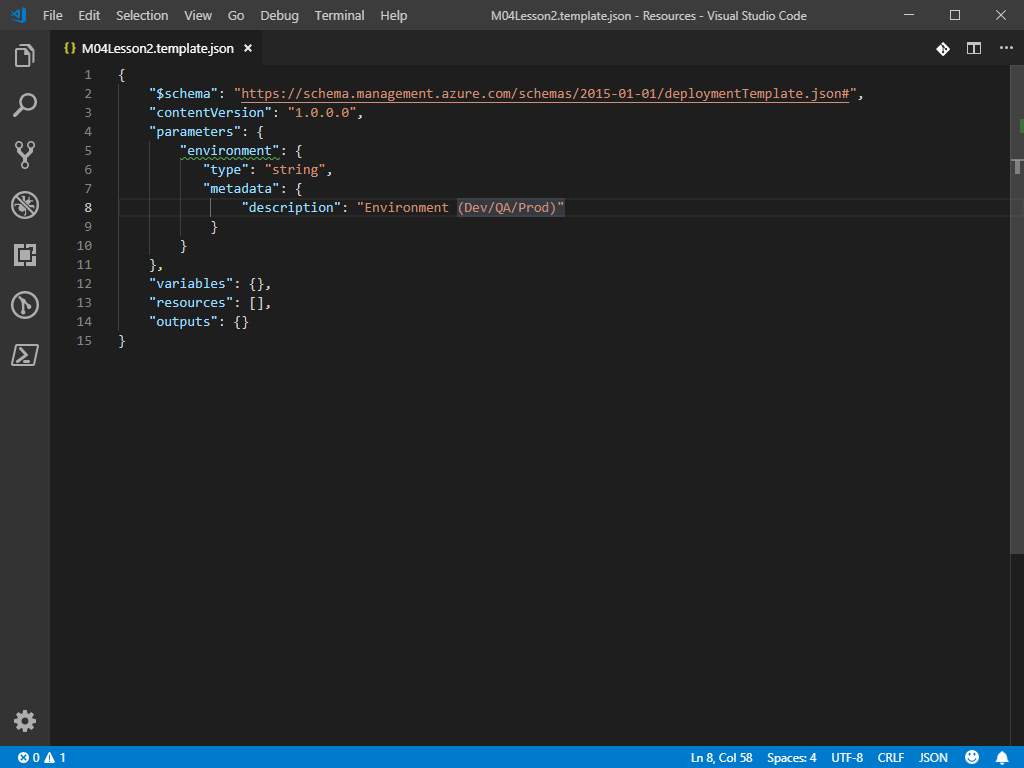 File Edit Selection View Go Debug Terminal Help M04Lesson2.template.json - Resources - Visual Studio Code
{} M04Lesson2.template.json ×
1 {
2 "$schema": "https://schema.management.azure.com/schemas/2015-01-01/deploymentTemplate.json#",
3 "contentVersion": "1.0.0.0",
4 "parameters": {
5 "environment": {
6 "type": "string",
7 "metadata": {
8 "description": "Environment (Dev/QA/Prod)"
9 }
10 }
11 },
12 "variables": {},
13 "resources": [],
14 "outputs": {}
15 }
0 1 Ln 8, Col 58 Spaces: 4 UTF-8 CRLF JSON